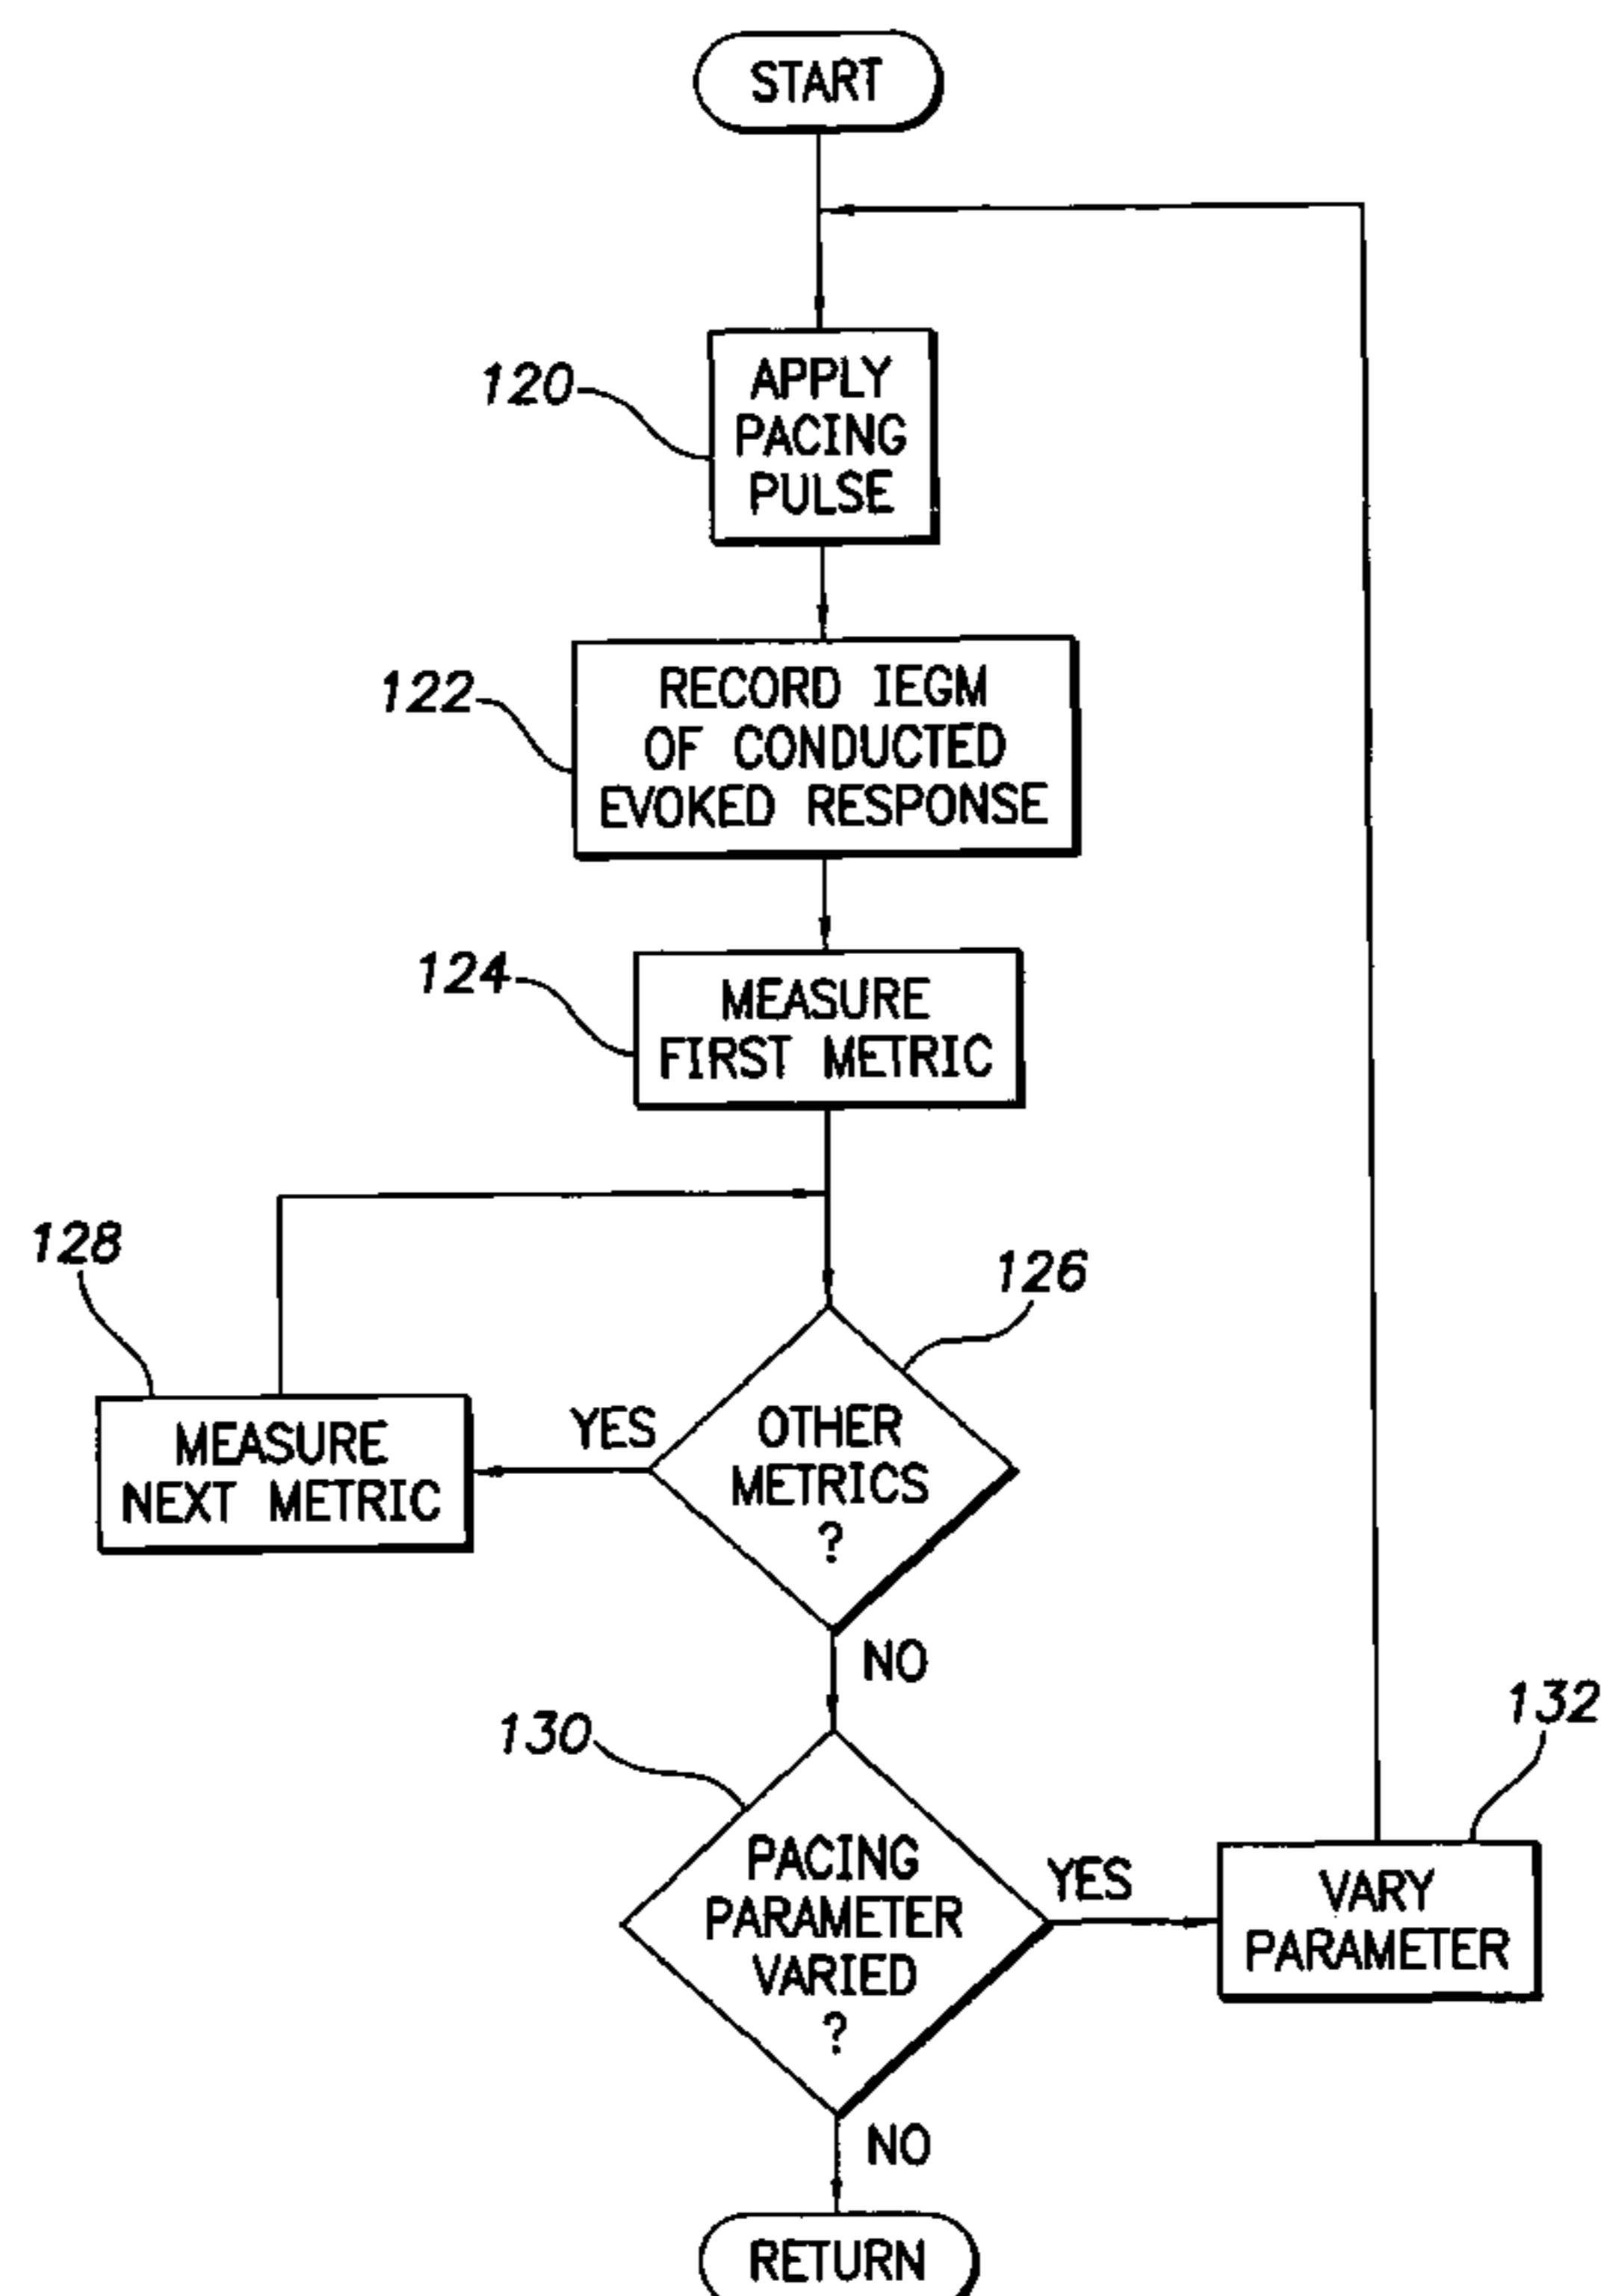 START
120
APPLY
PACING
PULSE
122
RECORD IEGM
OF CONDUCTED
EVOKED RESPONSE
124
MEASURE
FIRST METRIC
128
126
MEASURE
NEXT METRIC
YES
OTHER
METRICS
?
NO
130
132
PACING
PARAMETER
VARIED
?
YES
VARY
PARAMETER
NO
RETURN